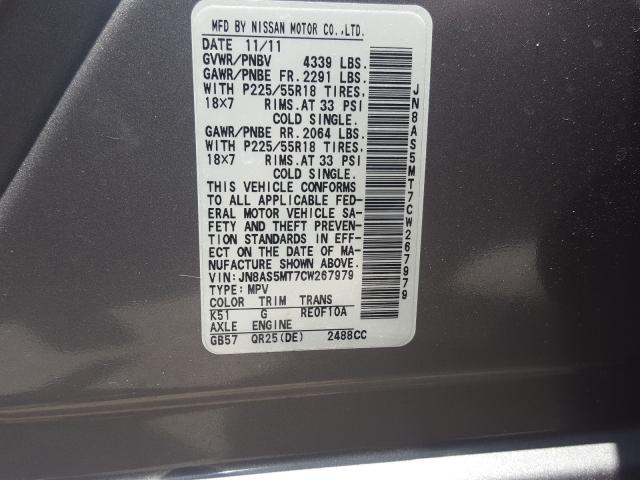 MFD BY NISSAN MOTOR CO.,LTD.
DATE 11/11
GVWR/PNBV 4339 LBS.
GAWR/PNBE FR. 2291 LBS.
WITH P225/55R18 TIRES,
18×7 RIMS.AT 33 PSI
COLD SINGLE.
GAWR/PNBE RR. 2064 LBS.
WITH P225/55R18 TIRES,
18×7 RIMS.AT 33 PSI
COLD SINGLE.
THIS VEHICLE CONFORMS
TO ALL APPLICABLE FED-
ERAL MOTOR VEHICLE SA-
FETY AND THEFT PREVEN-
TION STANDARDS IN EFF-
ECT ON THE DATE OF MA-
NUFACTURE SHOWN ABOVE.
VIN:JN8AS5MT7CW267979
TYPE: MPV
COLOR TRIM TRANS
K51 G RE0F10A
AXLE ENGINE
GB57 QR25(DE) 2488CC
JN8AS5MT7CW267979